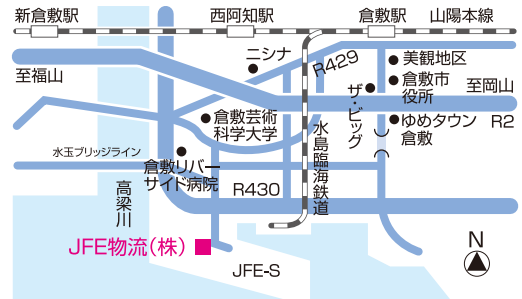 新倉敷駅
西阿知駅
倉敷駅
山陽本線
ニシナ
R429
美観地区
至福山
倉敷市
役所
至岡山
ザ・ビッグ
倉敷芸術
科学大学
ゆめタウン
倉敷
R2
水島臨海鉄道
水玉ブリッジライン
倉敷リバー
サイド病院
高梁川
R430
JFE物流(株)
JFE-S
N